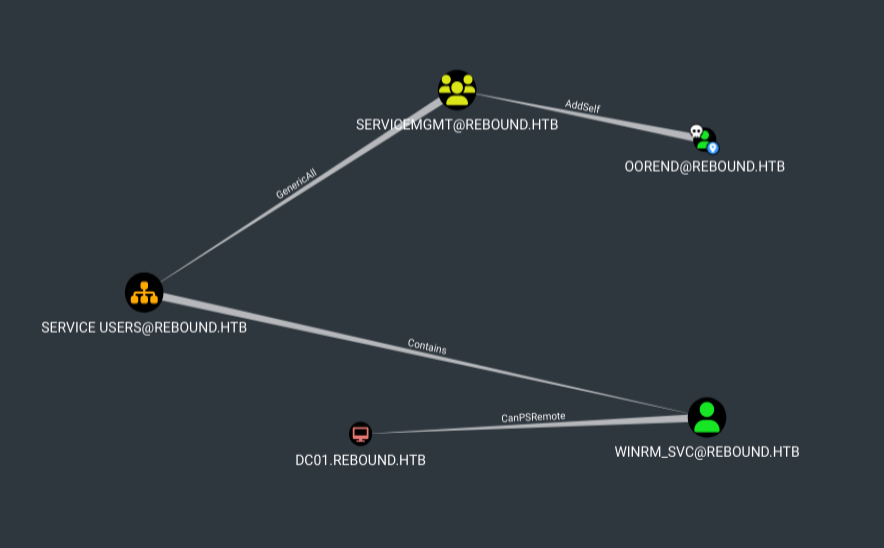 AddSelf
SERVICEMGMT@REBOUND.HTB
OOREND@REBOUND.HTB
GenericAll
SERVICE USERS@REBOUND.HTB
Contains
CanPSRemote
DC01.REBOUND.HTB
WINRM_SVC@REBOUND.HTB